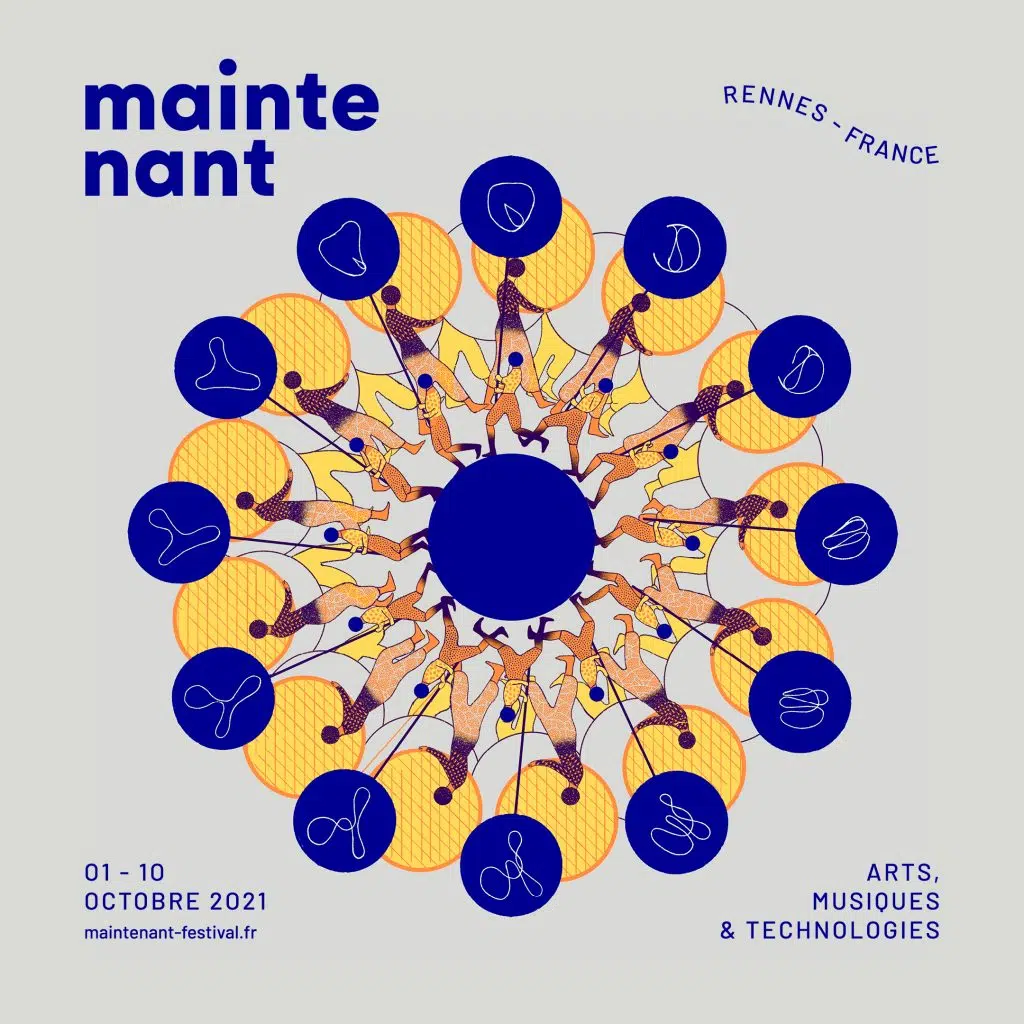 mainte
nant
RENNES - FRANCE
01 - 10
OCTOBRE 2021
maintenant-festival.fr
ARTS,
MUSIQUES
& TECHNOLOGIES